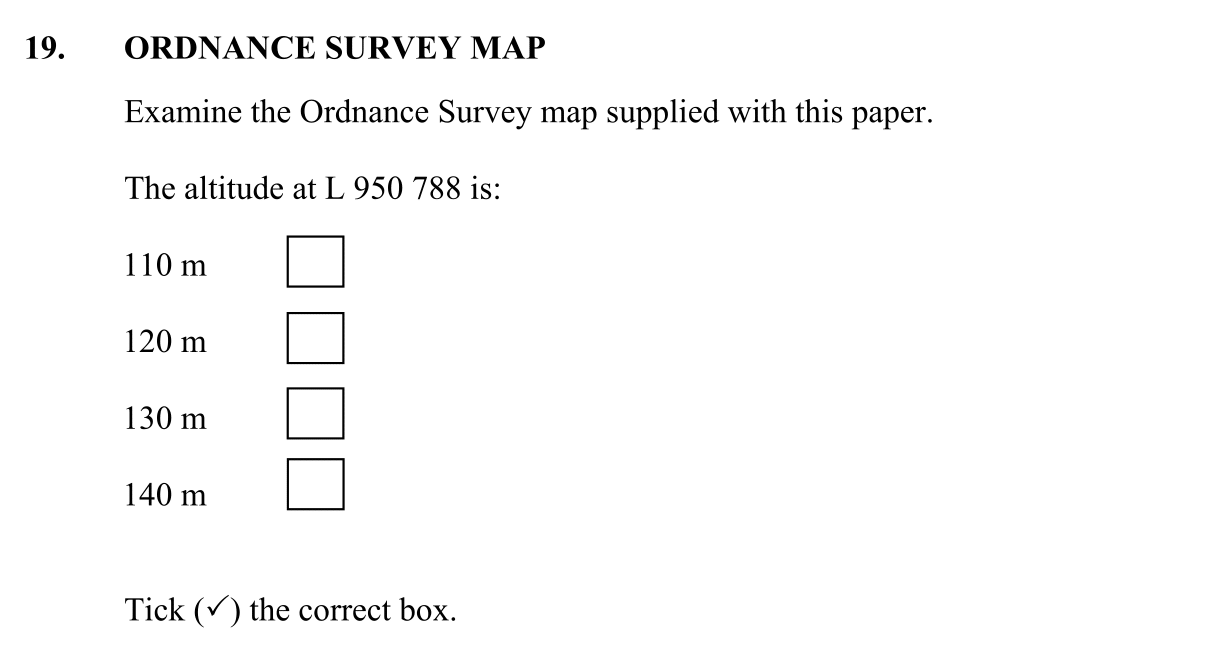 19. ORDNANCE SURVEY MAP
Examine the Ordnance Survey map supplied with this paper.
The altitude at L 950 788 is:
110 m
120 m
130 m
140 m
Tick (✓) the correct box.